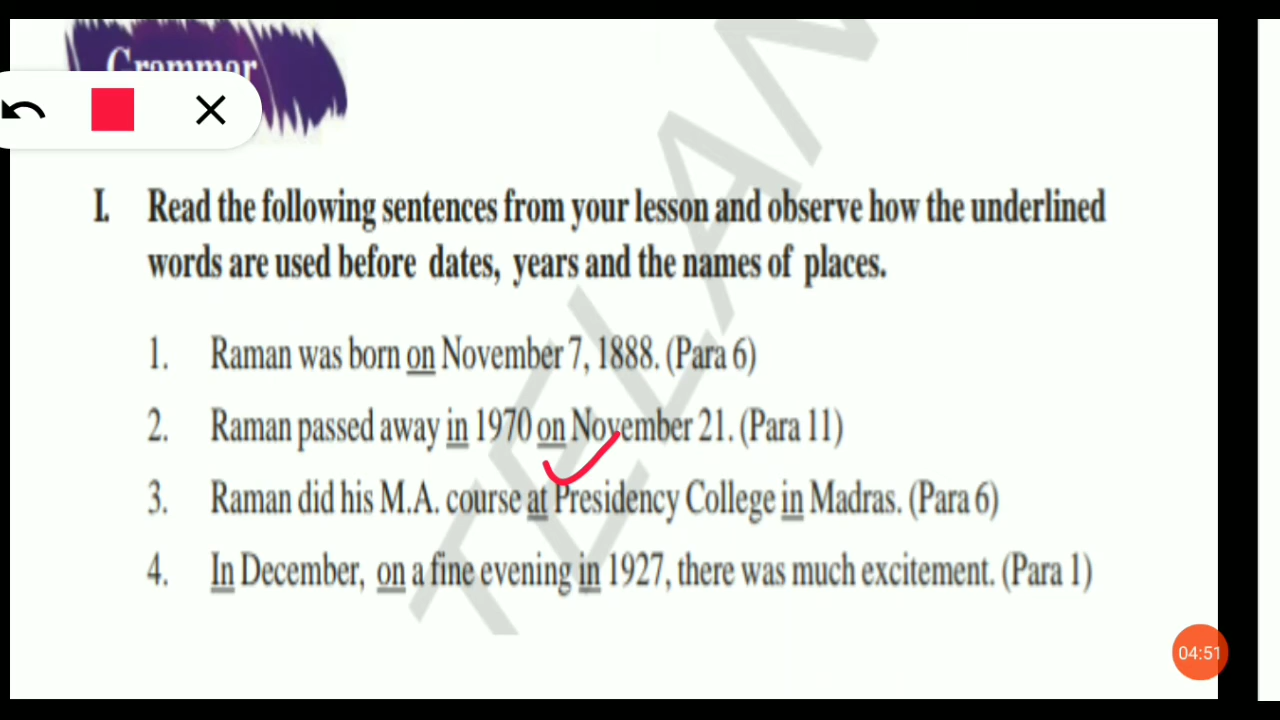 Grammar
I. Read the following sentences from your lesson and observe how the underlined
words are used before dates, years and the names of places.
1. Raman was born on November 7, 1888. (Para 6)
2. Raman passed away in 1970 on November 21. (Para 11)
3. Raman did his M.A. course at Presidency College in Madras. (Para 6)
4. In December, on a fine evening in 1927, there was much excitement. (Para 1)
TELAN
04:51